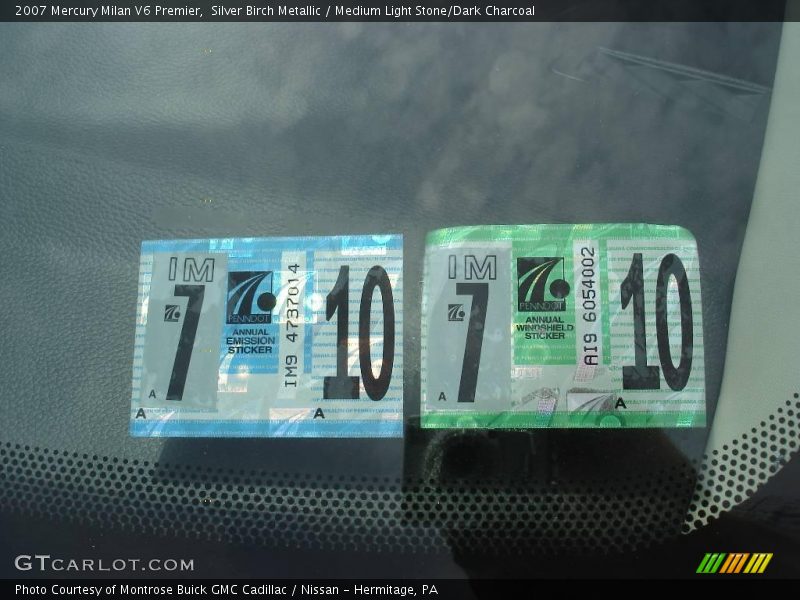 2007 Mercury Milan V6 Premier,  Silver Birch Metallic / Medium Light Stone/Dark Charcoal
IM
7
A
A
PENNDOT
ANNUAL
EMISSION
STICKER
IM9 4737014
10
A
IM
7
A
PENNDOT
ANNUAL
WINDSHIELD
STICKER
AI9 6054002
10
A
GTCARLOT.COM
Photo Courtesy of Montrose Buick GMC Cadillac / Nissan - Hermitage, PA